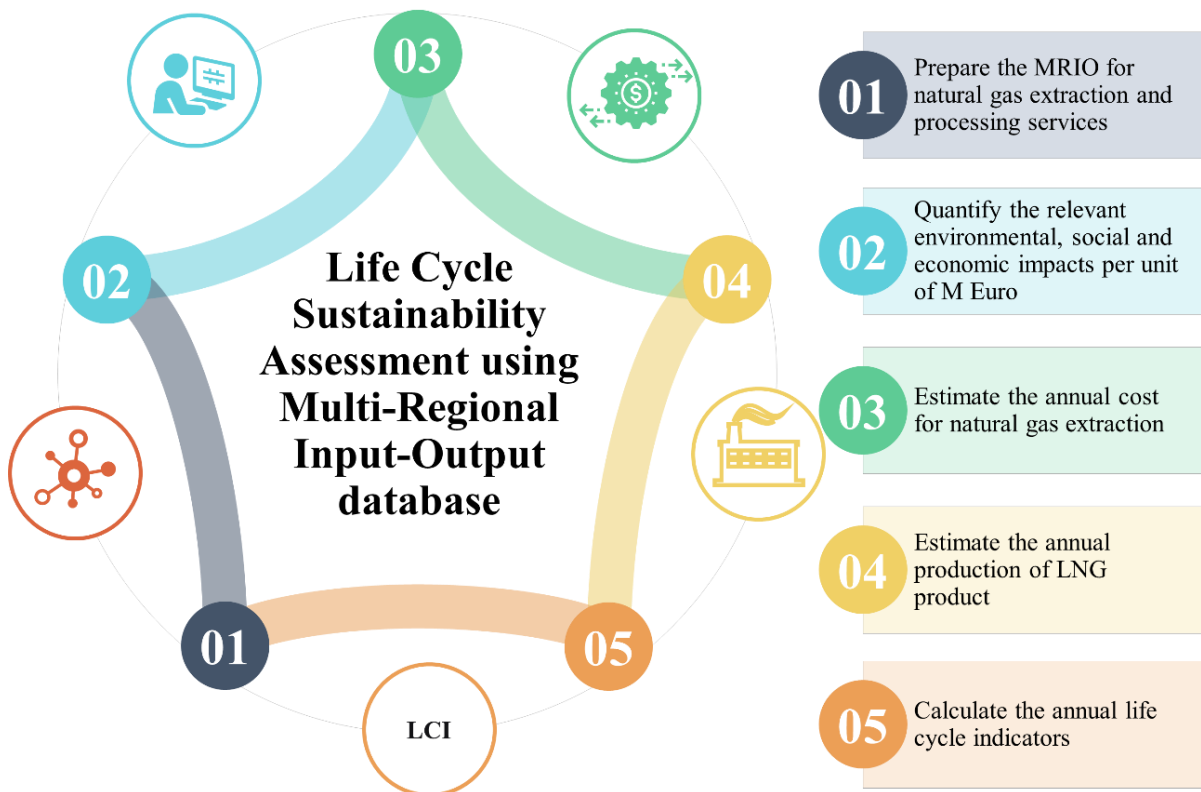 03
02
04
Life Cycle
Sustainability
Assessment using
Multi-Regional
Input-Output
database
01
05
LCI
01
Prepare the MRIO for
natural gas extraction and
processing services
02
Quantify the relevant
environmental, social and
economic impacts per unit
of M Euro
03
Estimate the annual cost
for natural gas extraction
04
Estimate the annual
production of LNG
product
05
Calculate the annual life
cycle indicators